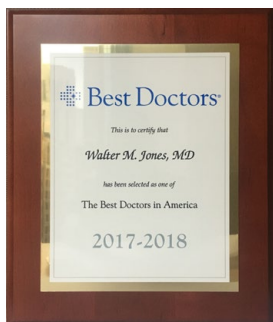 Best Doctors®
This is to certify that
Walter M. Jones, MD
has been selected as one of
The Best Doctors in America
2017-2018